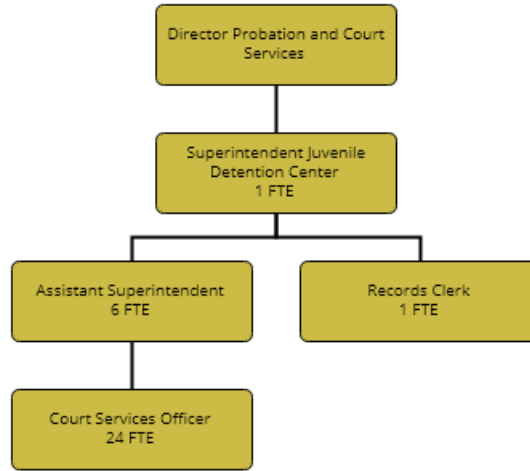 Director Probation and Court
Services
Superintendent Juvenile
Detention Center
1 FTE
Assistant Superintendent
6 FTE
Records Clerk
1 FTE
Court Services Officer
24 FTE